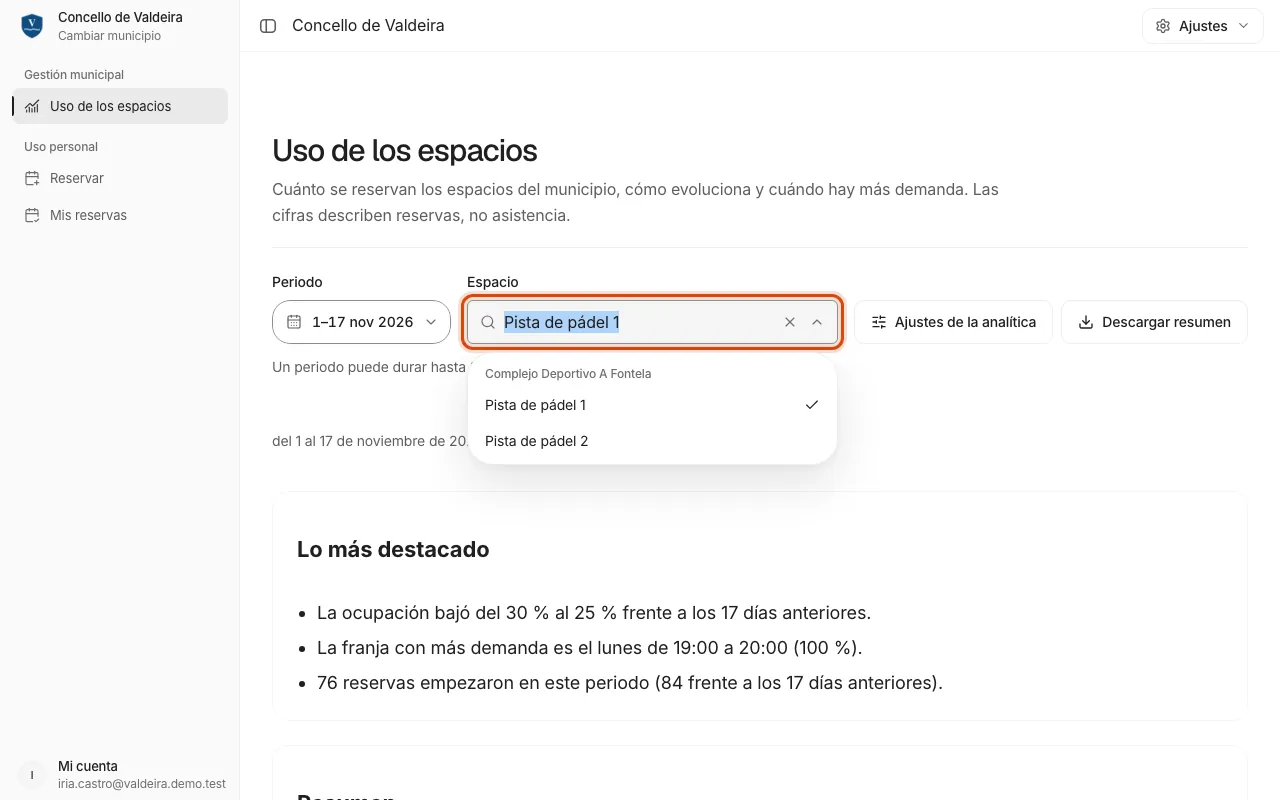 Concello de Valdeira
Cambiar municipio
Gestión municipal
Uso de los espacios
Uso personal
Reservar
Mis reservas
I
Mi cuenta
iria.castro@valdeira.demo.test
Concello de Valdeira
Ajustes
Uso de los espacios
Cuánto se reservan los espacios del municipio, cómo evoluciona y cuándo hay más demanda. Las
cifras describen reservas, no asistencia.
Periodo
Espacio
1–17 nov 2026
Pista de pádel 1
Ajustes de la analítica
Descargar resumen
Un periodo puede durar hasta
Complejo Deportivo A Fontela
Pista de pádel 1
Pista de pádel 2
del 1 al 17 de noviembre de 20
Lo más destacado
La ocupación bajó del 30 % al 25 % frente a los 17 días anteriores.
La franja con más demanda es el lunes de 19:00 a 20:00 (100 %).
76 reservas empezaron en este periodo (84 frente a los 17 días anteriores).
Resumen